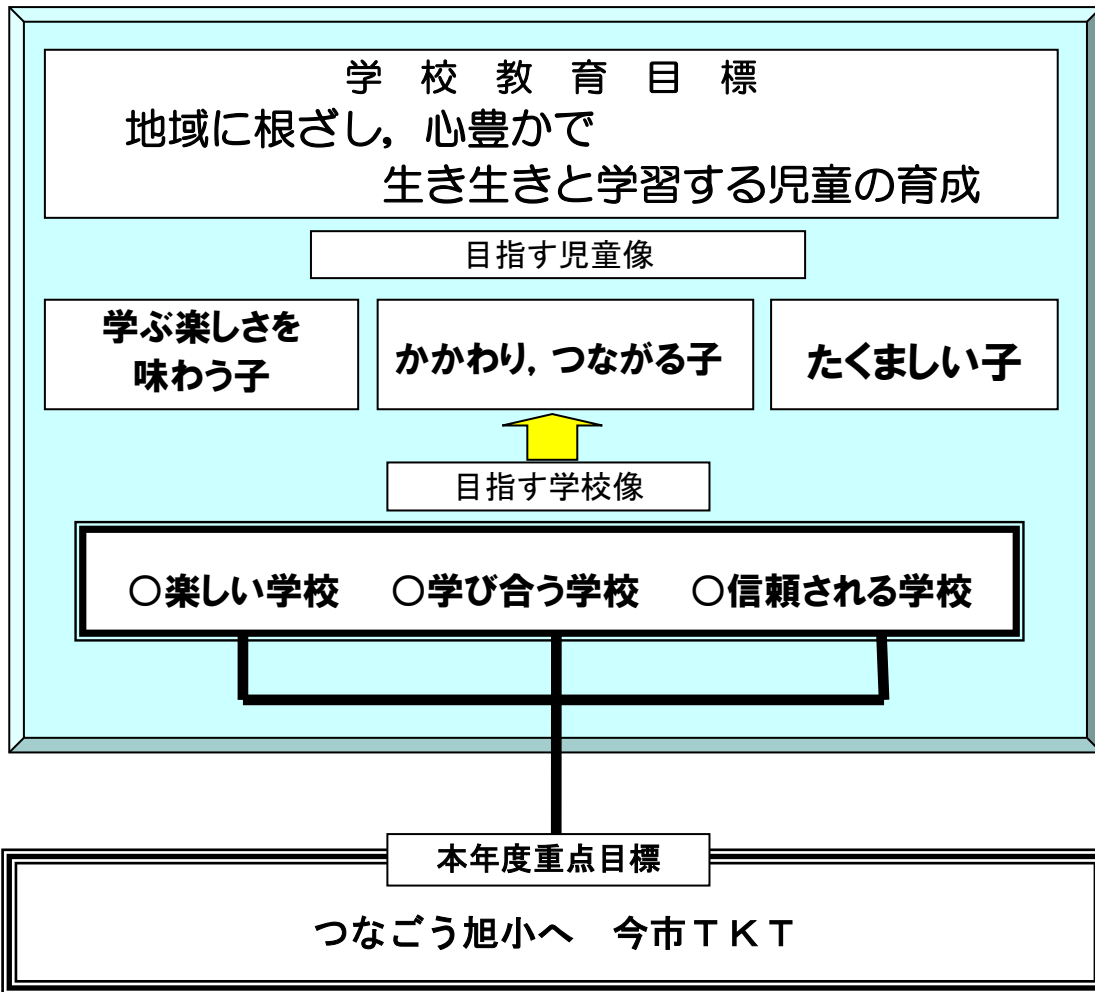 学 校 教 育 目 標
地域に根ざし，心豊かで
生き生きと学習する児童の育成
目指す児童像
学ぶ楽しさを
味わう子
かかわり，つながる子
たくましい子
目指す学校像
○楽しい学校　○学び合う学校　○信頼される学校
本年度重点目標
つなごう旭小へ　今市ＴＫＴ